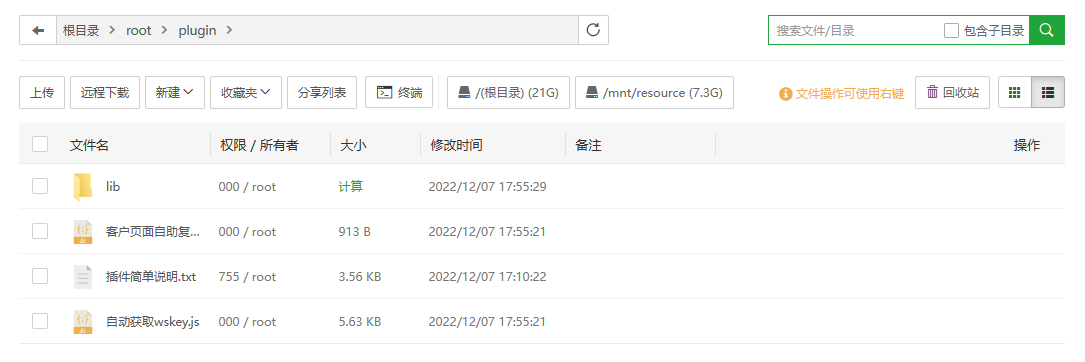 根目录 root plugin
搜索文件/目录 包含子目录
上传 远程下载 新建 收藏夹 分享列表 终端 /(根目录) (21G) /mnt/resource (7.3G) 文件操作可使用右键 回收站
文件名 权限 / 所有者 大小 修改时间 备注 操作
lib 000 / root 计算 2022/12/07 17:55:29
客户页面自助复... 000 / root 913 B 2022/12/07 17:55:21
插件简单说明.txt 755 / root 3.56 KB 2022/12/07 17:10:22
自动获取wskey.js 000 / root 5.63 KB 2022/12/07 17:55:21